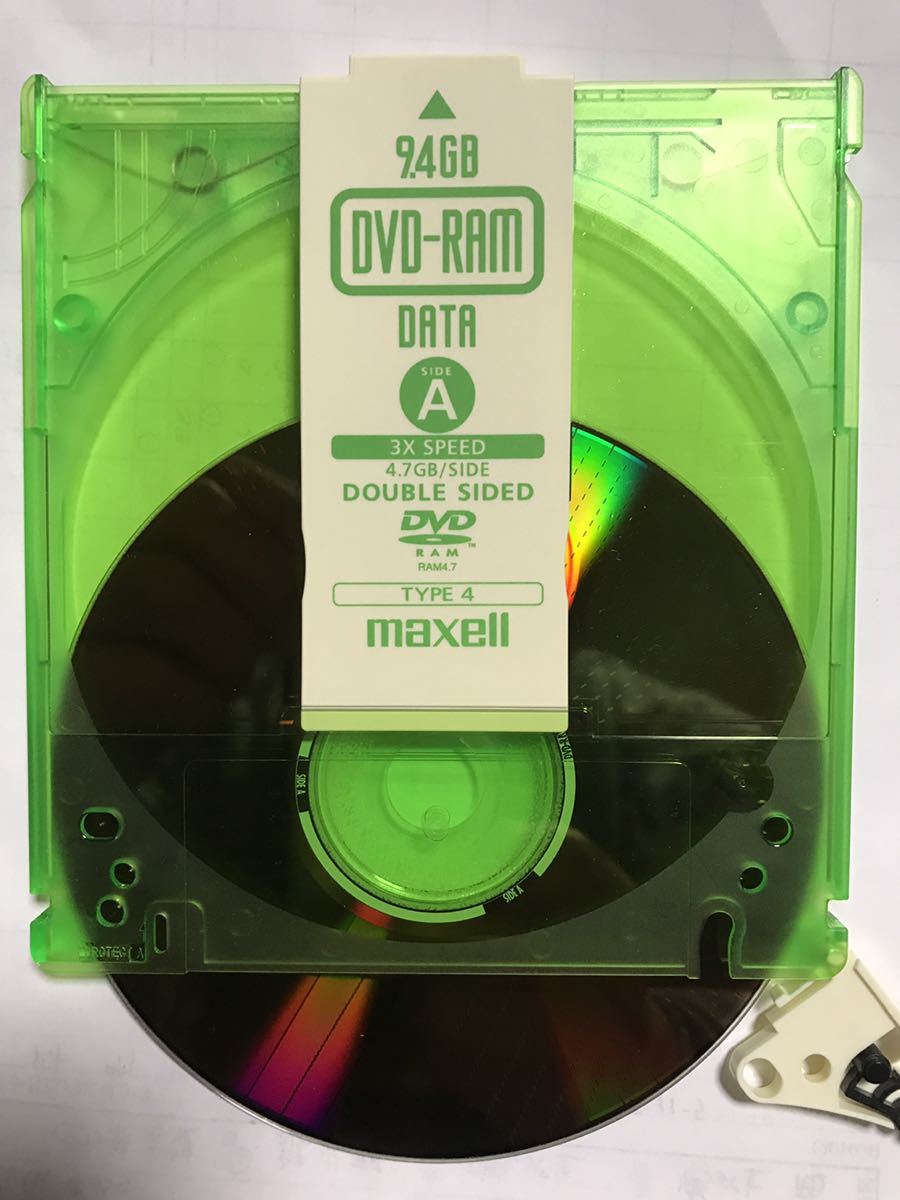 9.4GB
DVD-RAM
DATA
SIDE
A
3X SPEED
4.7GB/SIDE
DOUBLE SIDED
DVD
RAM™
RAM4.7
TYPE 4
maxell
SIDE A
SIDE A